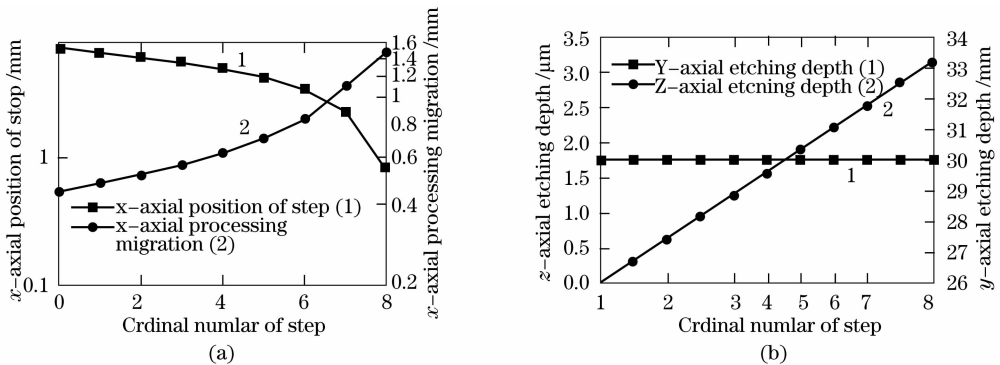 x-axial position of stop /mm
1
0.1
x-axial processing migration /mm
1.6
1.4
1.2
1
0.8
0.6
0.4
0.2
1
2
x-axial position of step (1)
x-axial processing
migration (2)
0 2 4 6 8
Crdinal numlar of step
(a)
z-axial etching depth /μm
3.5
3.0
2.5
2.0
1.5
1.0
0.5
0.0
y-axial etching depth /mm
34
33
32
31
30
29
28
27
26
Y-axial etching depth (1)
Z-axial etcning depth (2)
2
1
1 2 3 4 5 6 7 8
Crdinal numlar of step
(b)